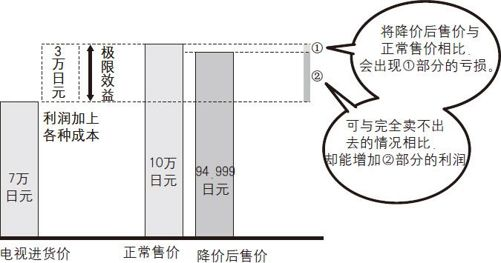 3万日元
极限效益
利润加上
各种成本
7万
日元
10万
日元
94,999
日元
电视进货价
正常售价
降价后售价
①
②
将降价后售价与
正常售价相比，
会出现①部分的亏损。
可与完全卖不出
去的情况相比，
却能增加②部分的利润